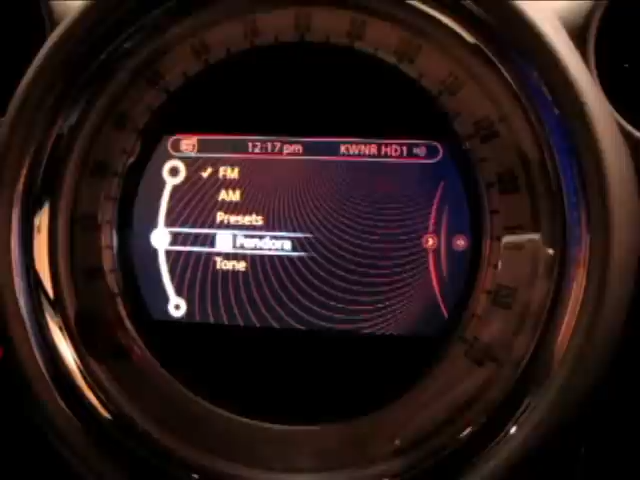 12:17 pm KWNR HD1
FM
AM
Presets
Pandora
Tone